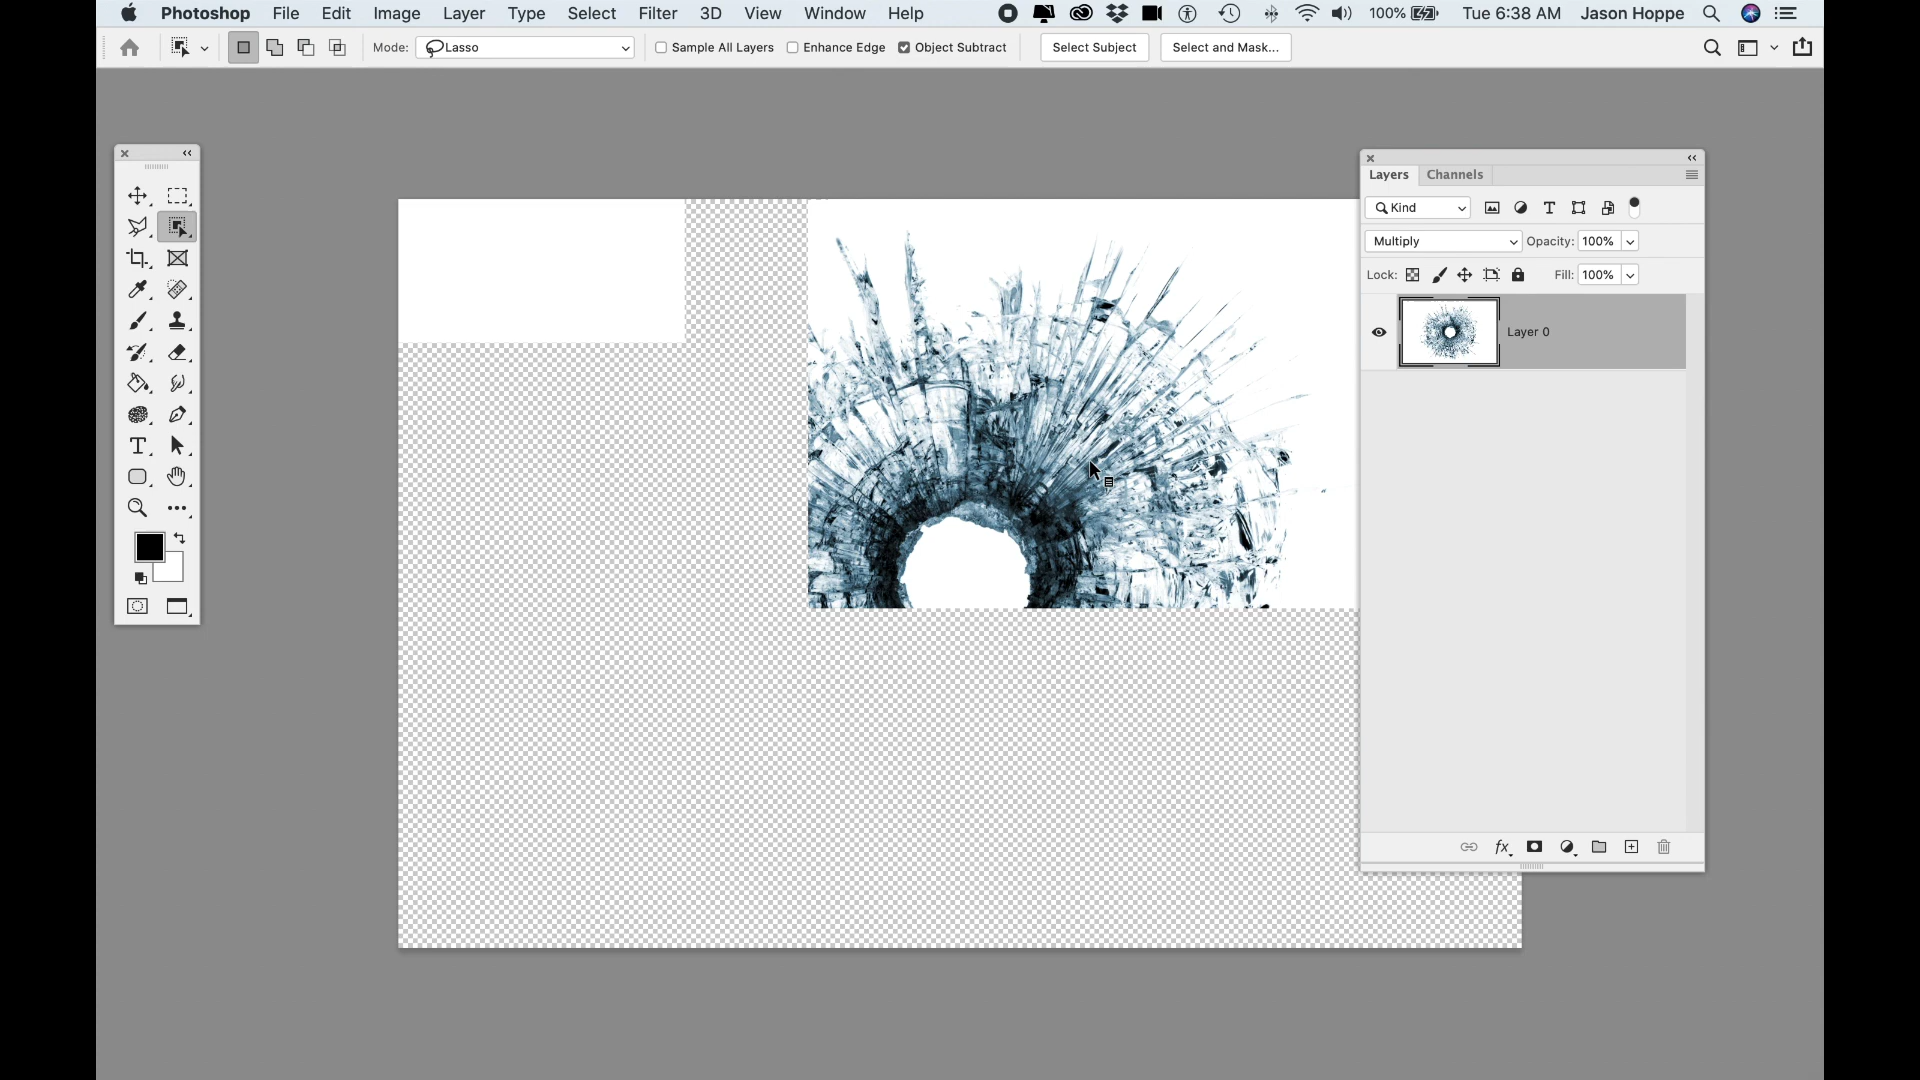 Photoshop File Edit Image Layer Type Select Filter 3D View Window Help 100% Tue 6:38 AM Jason Hoppe
Mode: Lasso Sample All Layers Enhance Edge Object Subtract Select Subject Select and Mask...
Layers Channels
Kind
Multiply Opacity: 100%
Lock: Fill: 100%
Layer 0